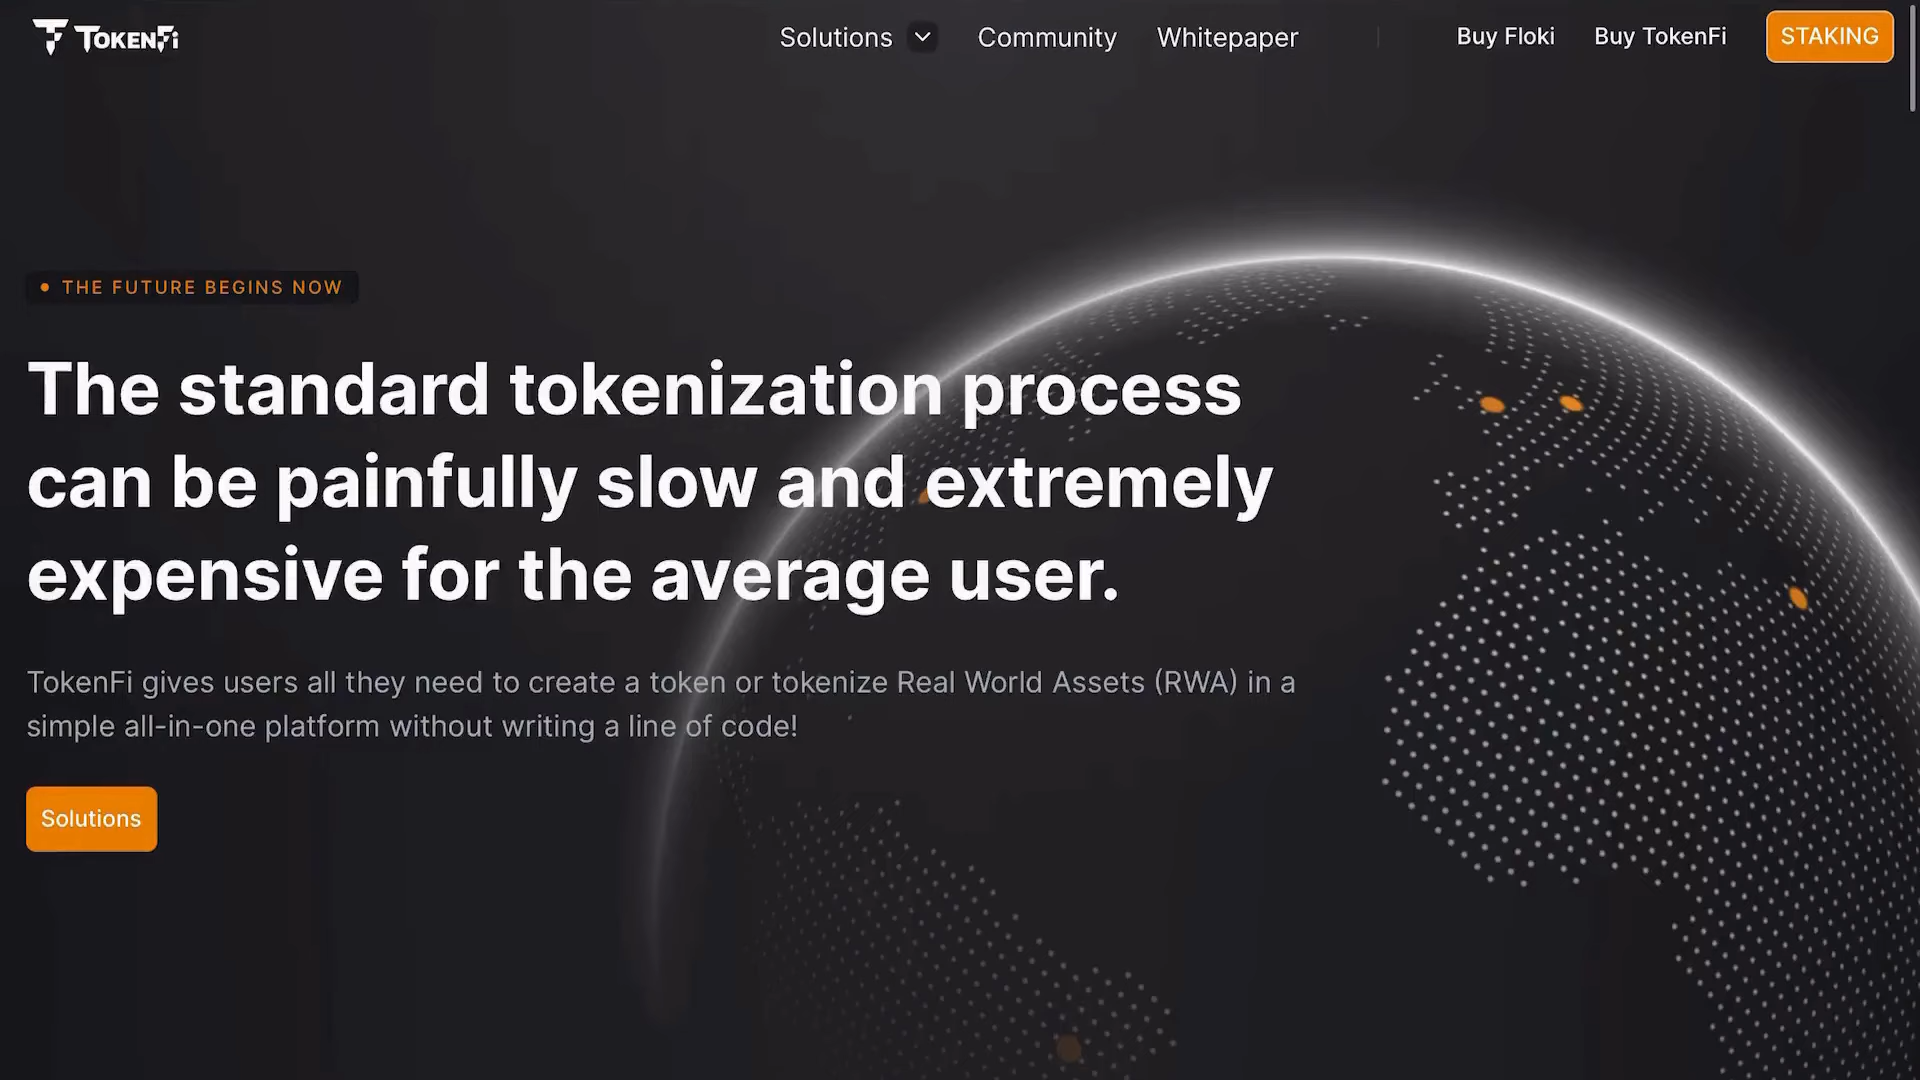 TOKENFI
Solutions
Community
Whitepaper
Buy Floki
Buy TokenFi
STAKING
THE FUTURE BEGINS NOW
The standard tokenization process
can be painfully slow and extremely
expensive for the average user.
TokenFi gives users all they need to create a token or tokenize Real World Assets (RWA) in a
simple all-in-one platform without writing a line of code!
Solutions